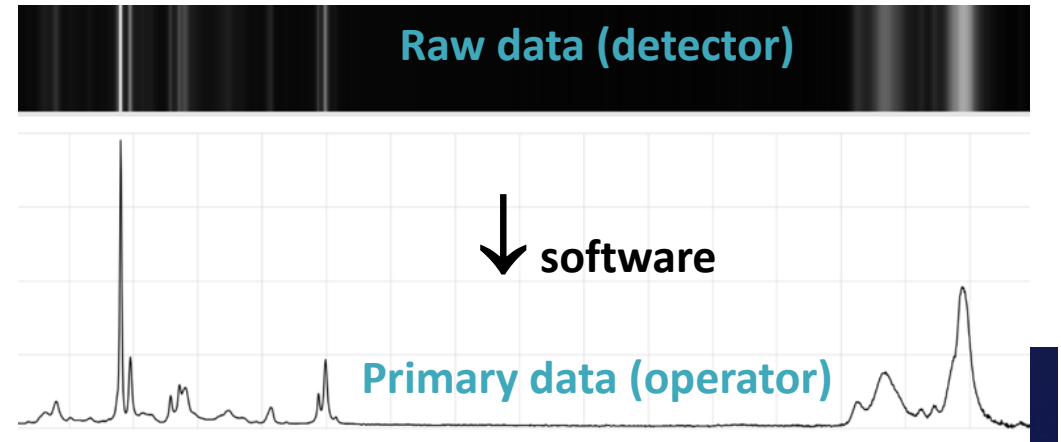 Raw data (detector)
↓ software
Primary data (operator)